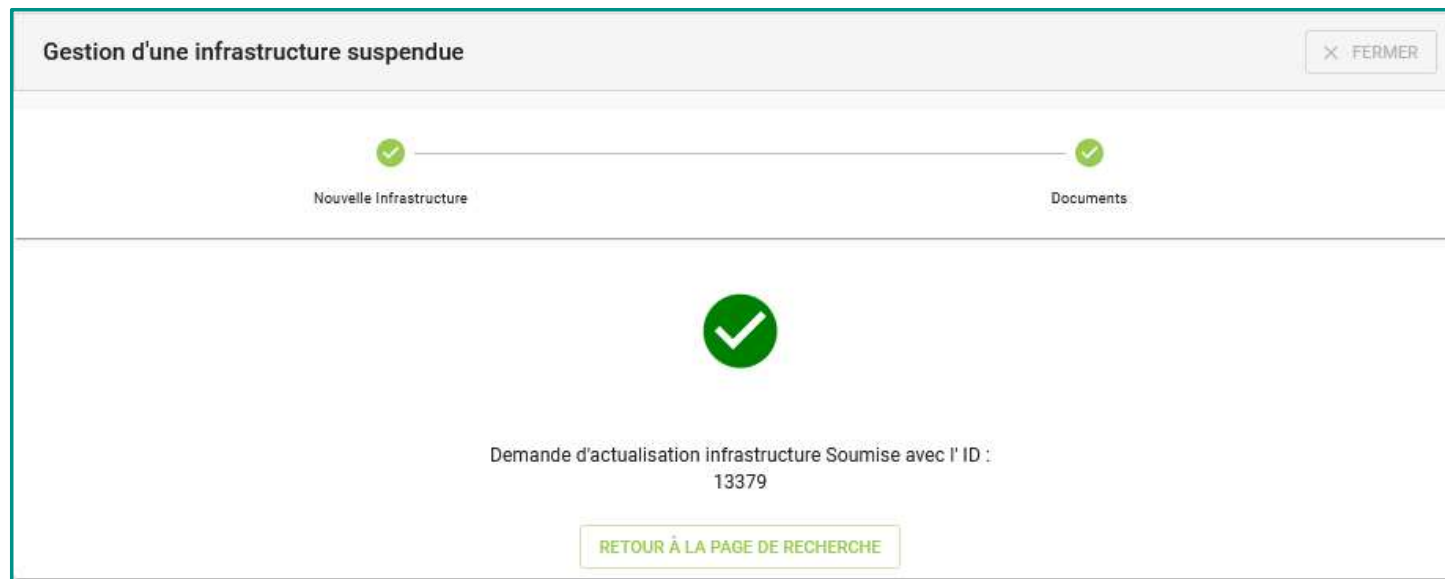 Gestion d'une infrastructure suspendue
FERMER
Nouvelle Infrastructure
Documents
Demande d'actualisation infrastructure Soumise avec l' ID :
13379
RETOUR À LA PAGE DE RECHERCHE